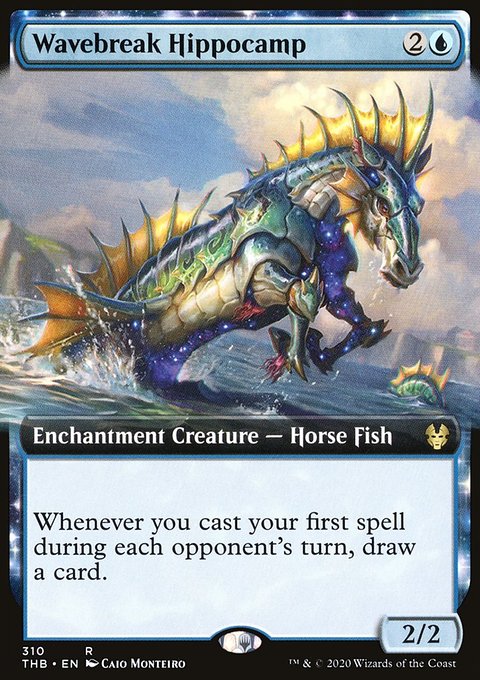 Wavebreak Hippocamp 2
Enchantment Creature — Horse Fish
Whenever you cast your first spell
during each opponent's turn, draw
a card.
2/2
310 R
THB • EN Caio Monteiro
™ & © 2020 Wizards of the Coast